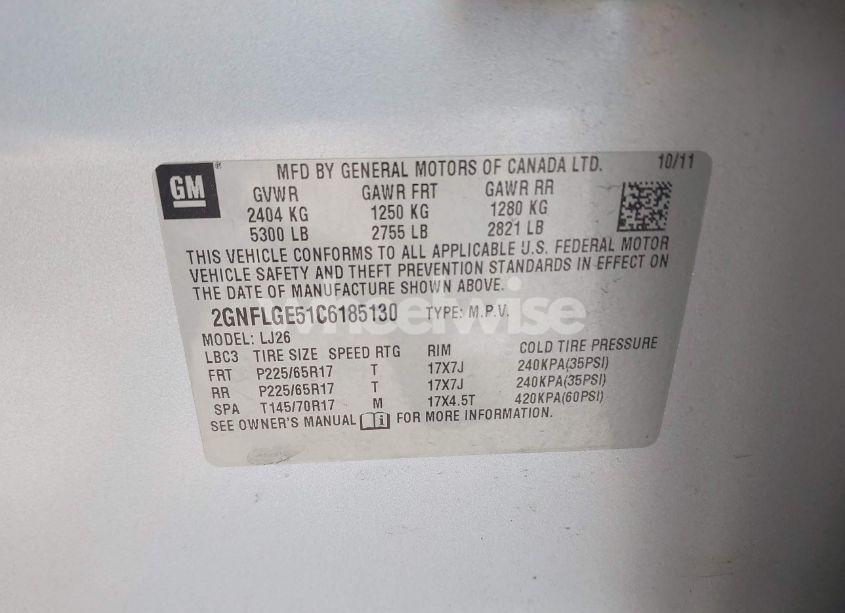 GM
®
MFD BY GENERAL MOTORS OF CANADA LTD. 10/11
GVWR GAWR FRT GAWR RR
2404 KG 1250 KG 1280 KG
5300 LB 2755 LB 2821 LB
THIS VEHICLE CONFORMS TO ALL APPLICABLE U.S. FEDERAL MOTOR
VEHICLE SAFETY AND THEFT PREVENTION STANDARDS IN EFFECT ON
THE DATE OF MANUFACTURE SHOWN ABOVE.
2GNFLGE51C6185130 TYPE: M.P.V.
wheelwise
MODEL: LJ26
LBC3 TIRE SIZE SPEED RTG RIM COLD TIRE PRESSURE
FRT P225/65R17 T 17X7J 240KPA(35PSI)
RR P225/65R17 T 17X7J 240KPA(35PSI)
SPA T145/70R17 M 17X4.5T 420KPA(60PSI)
SEE OWNER'S MANUAL i FOR MORE INFORMATION.